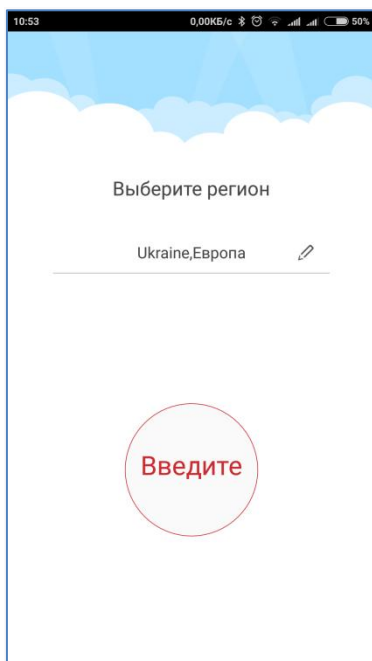 10:53 0,00КБ/с 50%
Выберите регион
Ukraine,Европа
Введите